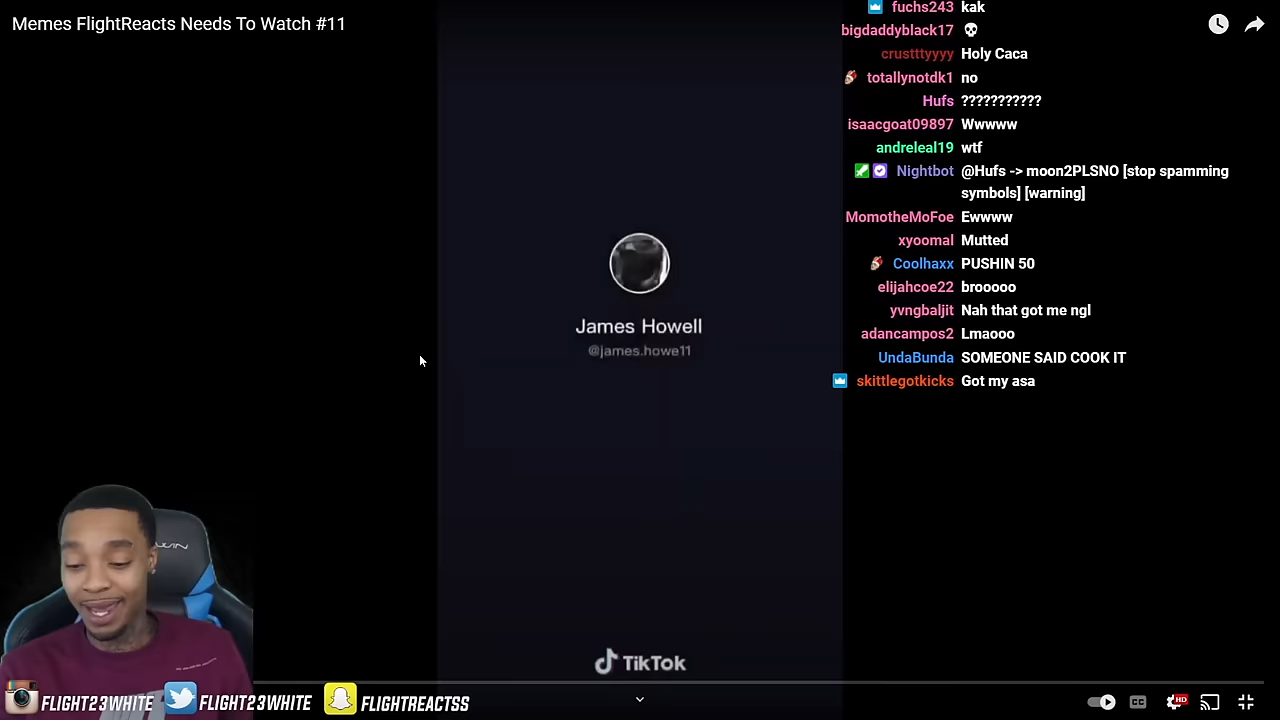 Memes FlightReacts Needs To Watch #11
fuchs243 kak
bigdaddyblack17 💀
crustttyyyy Holy Caca
totallynotdk1 no
Hufs ???????????
isaacgoat09897 Wwwww
andreleal19 wtf
Nightbot @Hufs -> moon2PLSNO [stop spamming
symbols] [warning]
MomotheMoFoe Ewwww
xyoomal Mutted
Coolhaxx PUSHIN 50
elijahcoe22 brooooo
yvngbaljit Nah that got me ngl
adancampos2 Lmaooo
UndaBunda SOMEONE SAID COOK IT
skittlegotkicks Got my asa
James Howell
@james.howe11
TikTok
FLIGHT23WHITE FLIGHT23WHITE FLIGHTREACTSS
CC HD